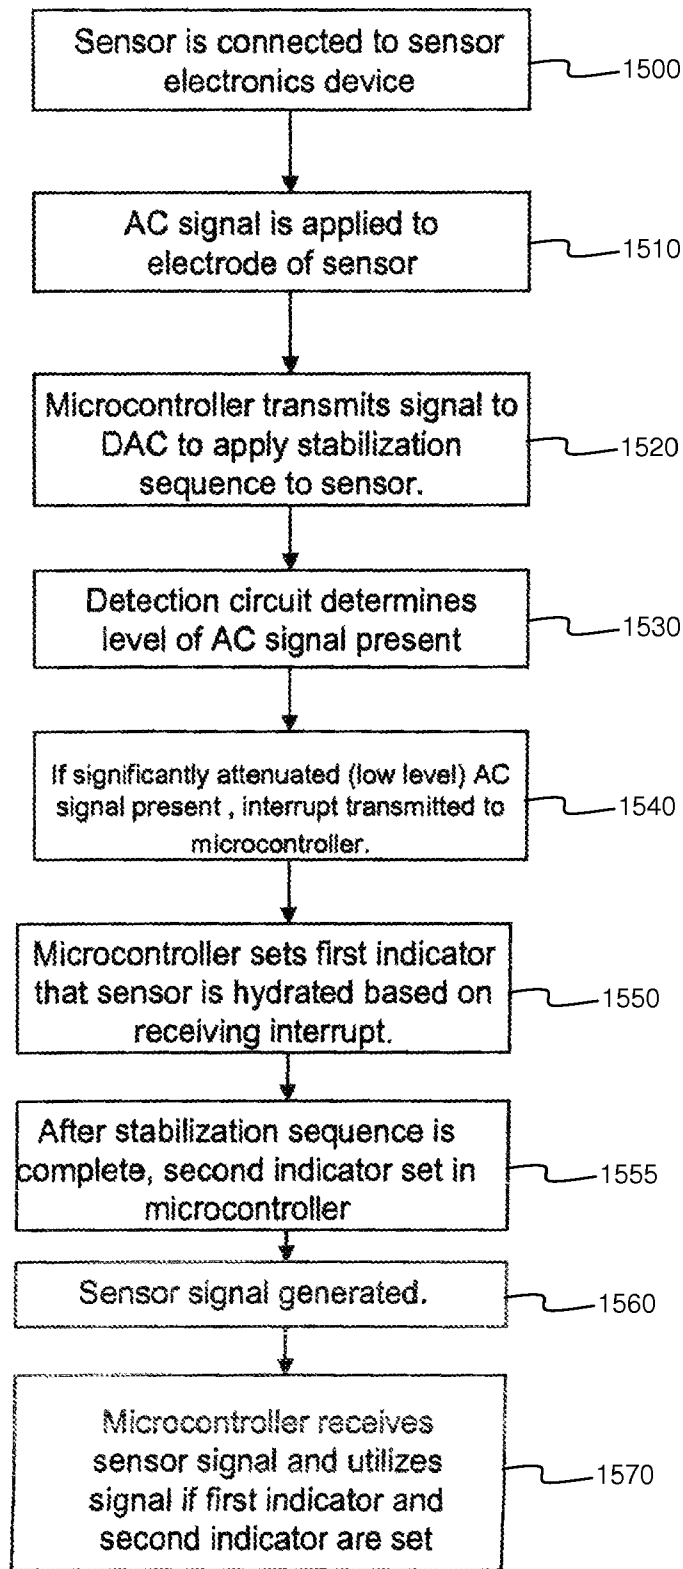 Sensor is connected to sensor
electronics device
1500
AC signal is applied to
electrode of sensor
1510
Microcontroller transmits signal to
DAC to apply stabilization
sequence to sensor.
1520
Detection circuit determines
level of AC signal present
1530
If significantly attenuated (low level) AC
signal present , interrupt transmitted to
microcontroller.
1540
Microcontroller sets first indicator
that sensor is hydrated based on
receiving interrupt.
1550
After stabilization sequence is
complete, second indicator set in
microcontroller
1555
Sensor signal generated.
1560
Microcontroller receives
sensor signal and utilizes
signal if first indicator and
second indicator are set
1570